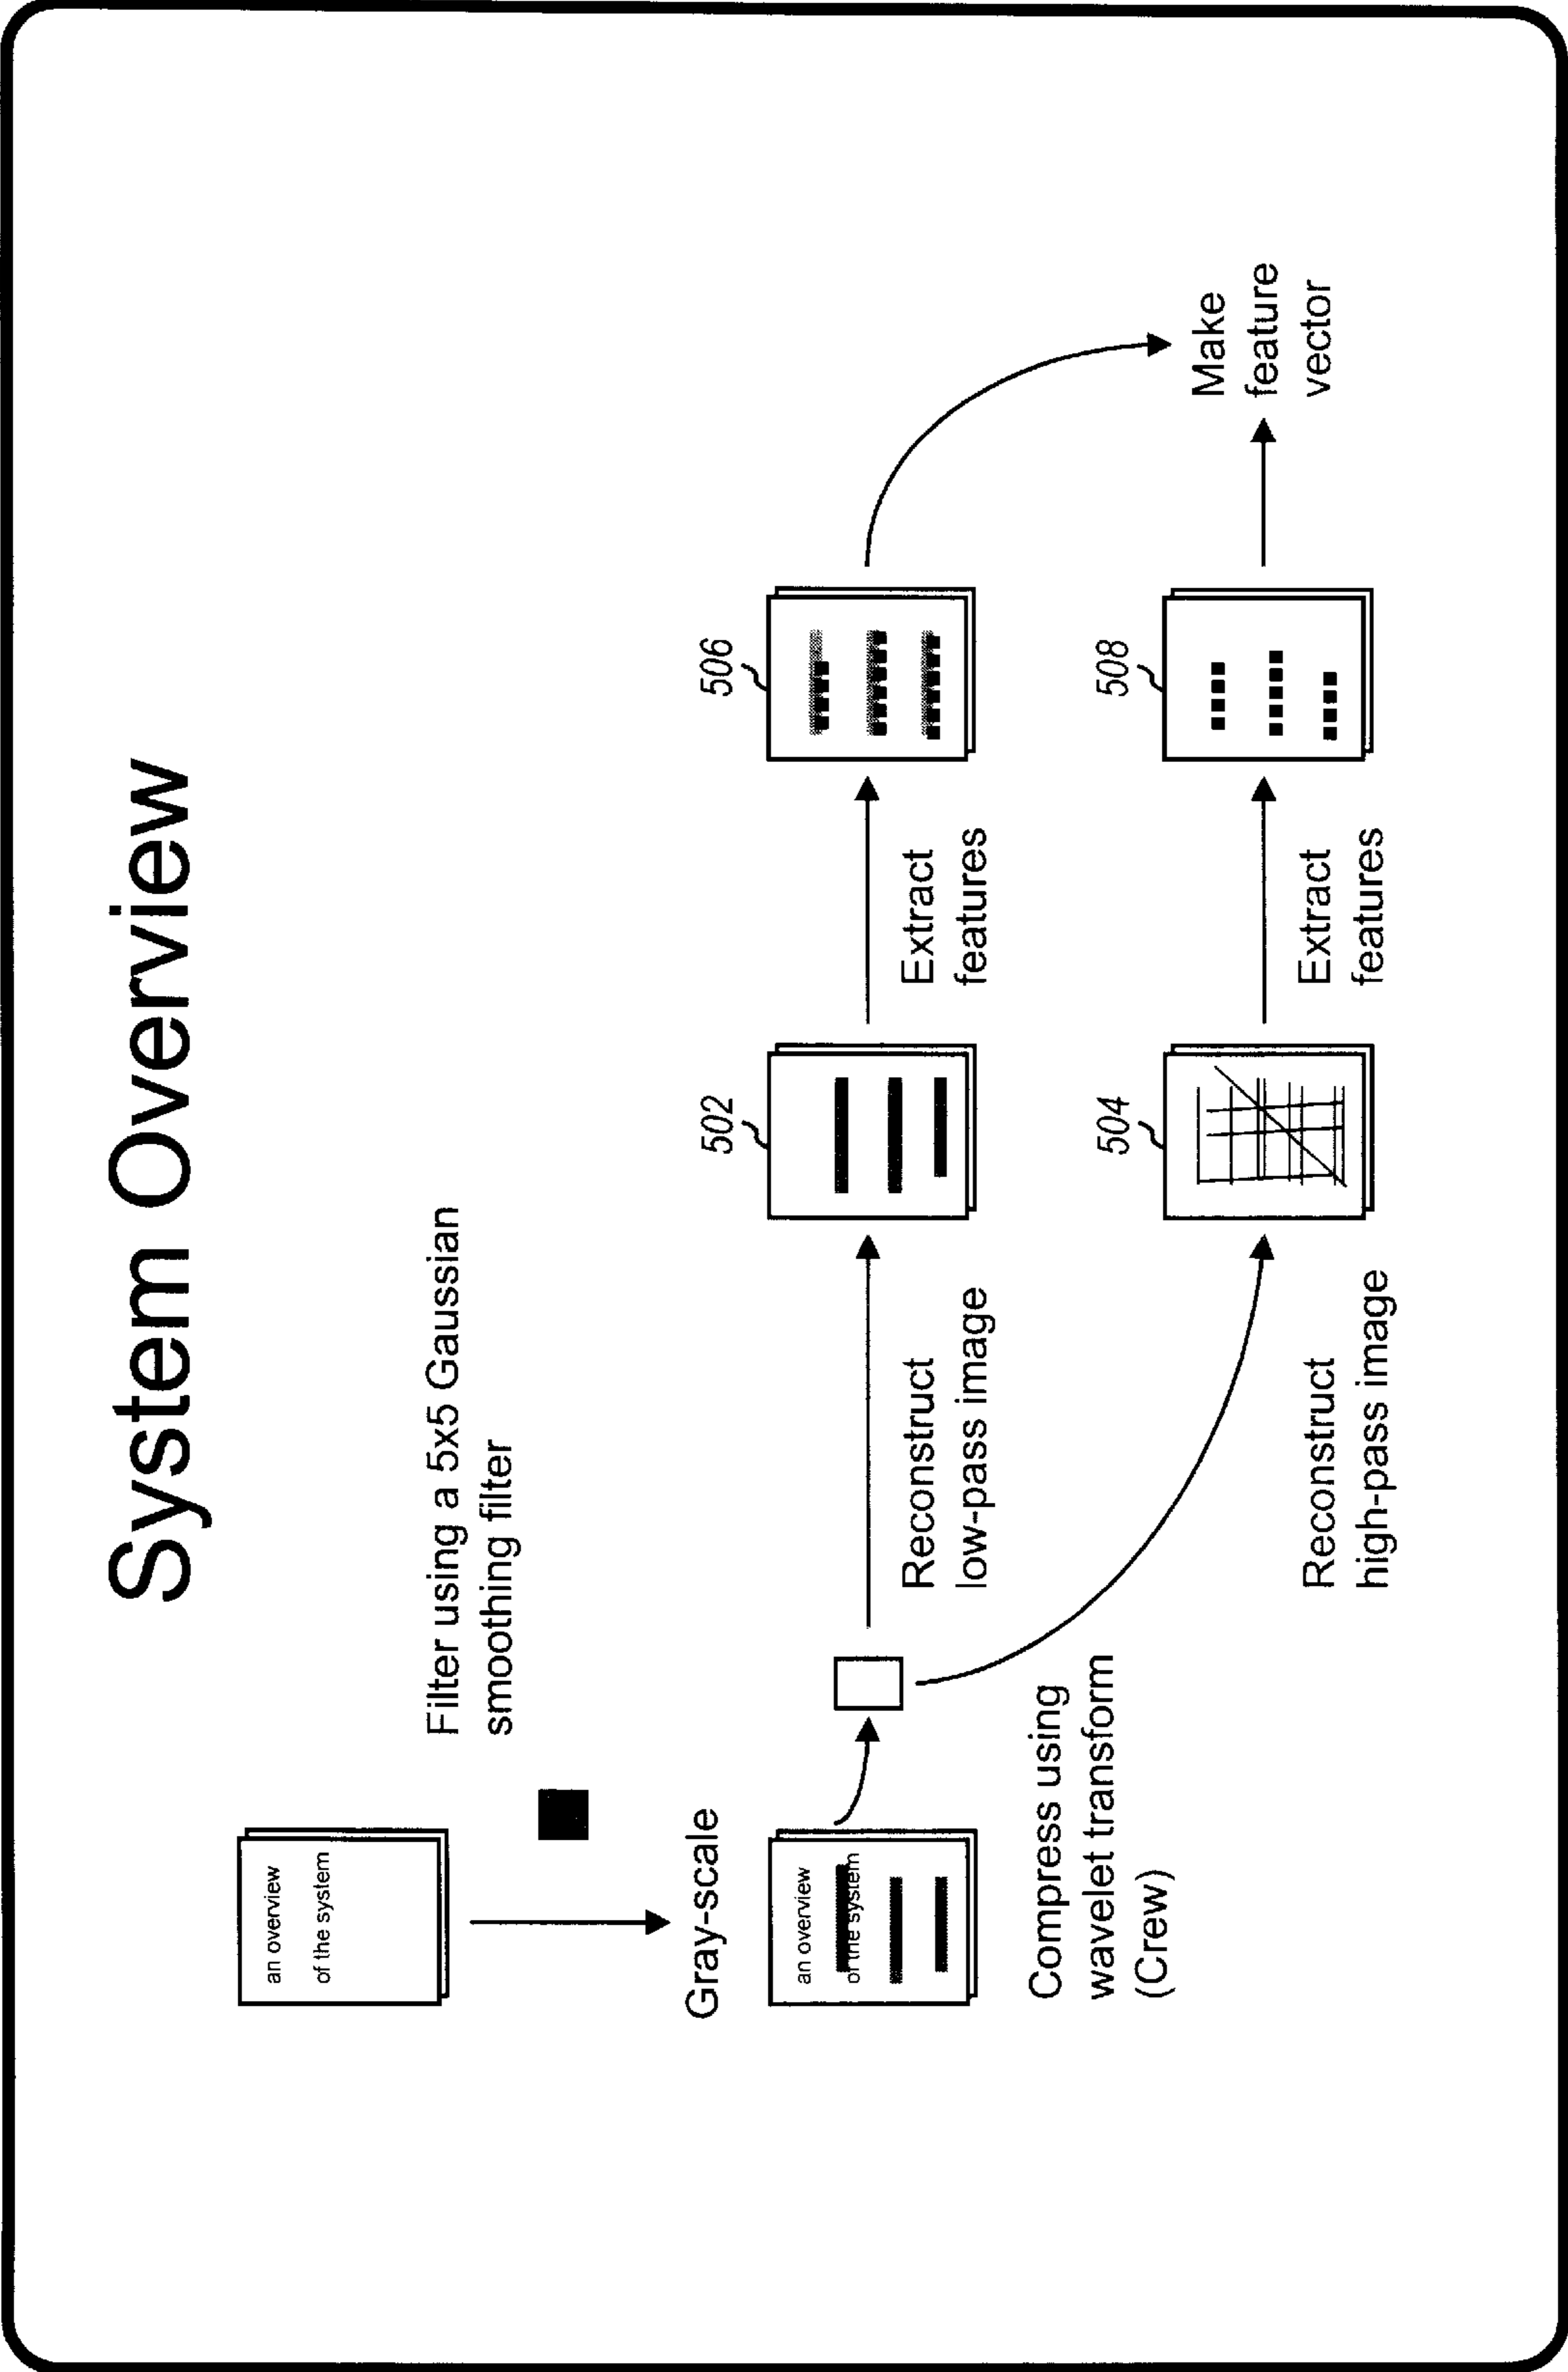 System Overview
an overview
of the system
Filter using a 5x5 Gaussian
smoothing filter
Gray-scale
an overview
of the system
Compress using
wavelet transform
(Crew)
Reconstruct
low-pass image
Reconstruct
high-pass image
502
504
Extract
features
Extract
features
506
508
Make
feature
vector